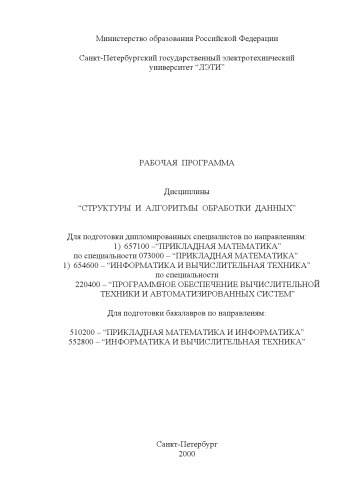 Министерство образования Российской Федерации
Санкт-Петербургский государственный электротехнический
университет “ЛЭТИ”
РАБОЧАЯ ПРОГРАММА
Дисциплины
“СТРУКТУРЫ И АЛГОРИТМЫ ОБРАБОТКИ ДАННЫХ”
Для подготовки дипломированных специалистов по направлениям:
1) 657100 –“ПРИКЛАДНАЯ МАТЕМАТИКА”
по специальности 073000 – “ПРИКЛАДНАЯ МАТЕМАТИКА”
1) 654600 – “ИНФОРМАТИКА И ВЫЧИСЛИТЕЛЬНАЯ ТЕХНИКА”
по специальности
220400 – “ПРОГРАММНОЕ ОБЕСПЕЧЕНИЕ ВЫЧИСЛИТЕЛЬНОЙ
ТЕХНИКИ И АВТОМАТИЗИРОВАННЫХ СИСТЕМ”
Для подготовки бакалавров по направлениям:
510200 – “ПРИКЛАДНАЯ МАТЕМАТИКА И ИНФОРМАТИКА”
552800 – “ИНФОРМАТИКА И ВЫЧИСЛИТЕЛЬНАЯ ТЕХНИКА”
Санкт-Петербург
2000